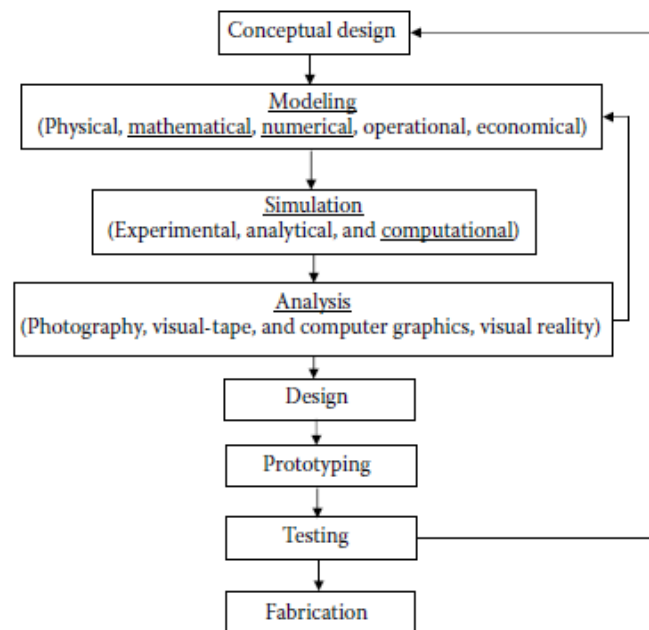 Conceptual design
Modeling
(Physical, mathematical, numerical, operational, economical)
Simulation
(Experimental, analytical, and computational)
Analysis
(Photography, visual-tape, and computer graphics, visual reality)
Design
Prototyping
Testing
Fabrication